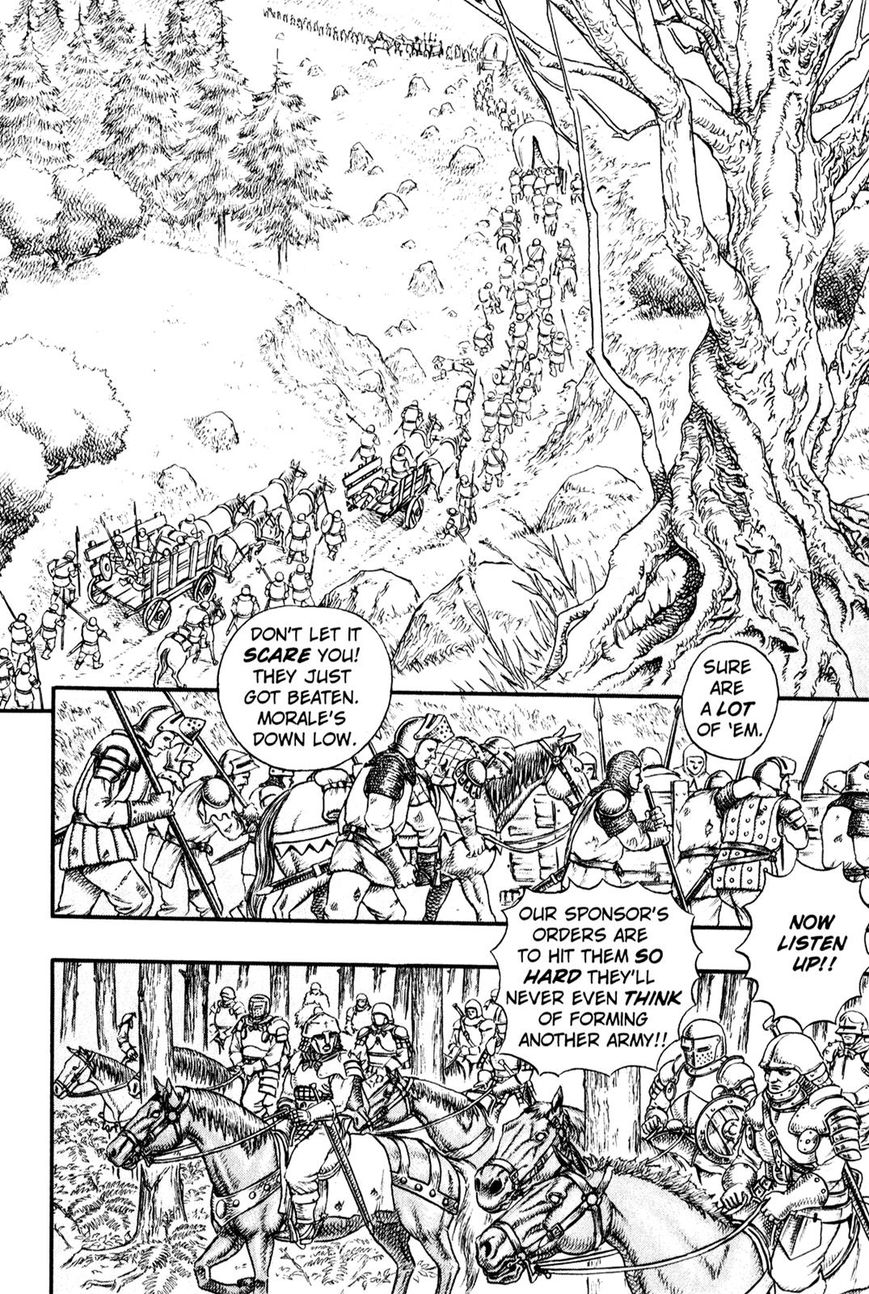 SURE
ARE
A LOT
OF 'EM.
DON'T LET IT
SCARE YOU!
THEY JUST
GOT BEATEN.
MORALE'S
DOWN LOW.
NOW
LISTEN
UP!!
OUR SPONSOR'S
ORDERS ARE
TO HIT THEM SO
HARD THEY'LL
NEVER EVEN THINK
OF FORMING
ANOTHER ARMY!!